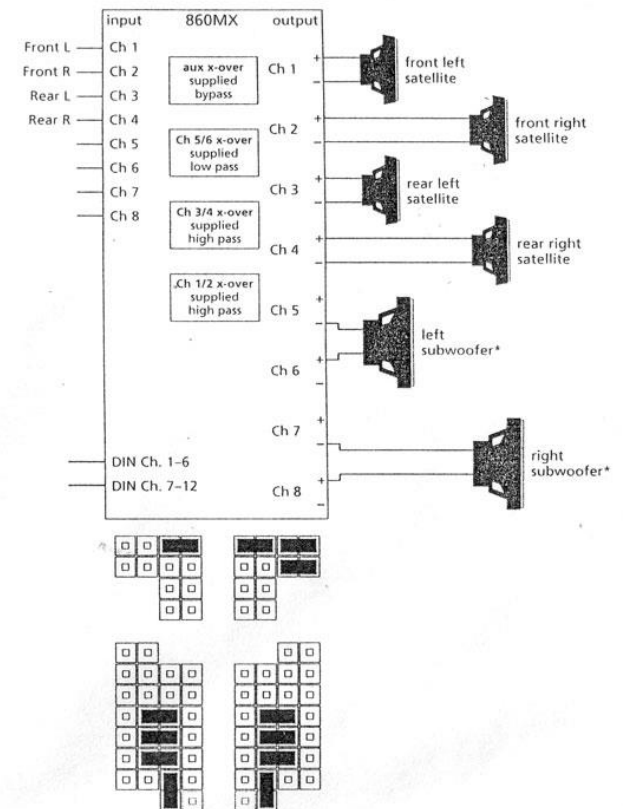 input 860MX output
Front L Ch 1
Front R Ch 2
Rear L Ch 3
Rear R Ch 4
Ch 5
Ch 6
Ch 7
Ch 8
DIN Ch. 1–6
DIN Ch. 7–12
aux x-over
supplied
bypass
Ch 5/6 x-over
supplied
low pass
Ch 3/4 x-over
supplied
high pass
Ch 1/2 x-over
supplied
high pass
Ch 1 + –
front left
satellite
Ch 2 + –
front right
satellite
Ch 3 + –
rear left
satellite
Ch 4 + –
rear right
satellite
Ch 5 + –
left
subwoofer*
Ch 6 + –
Ch 7 + –
right
subwoofer*
Ch 8 + –